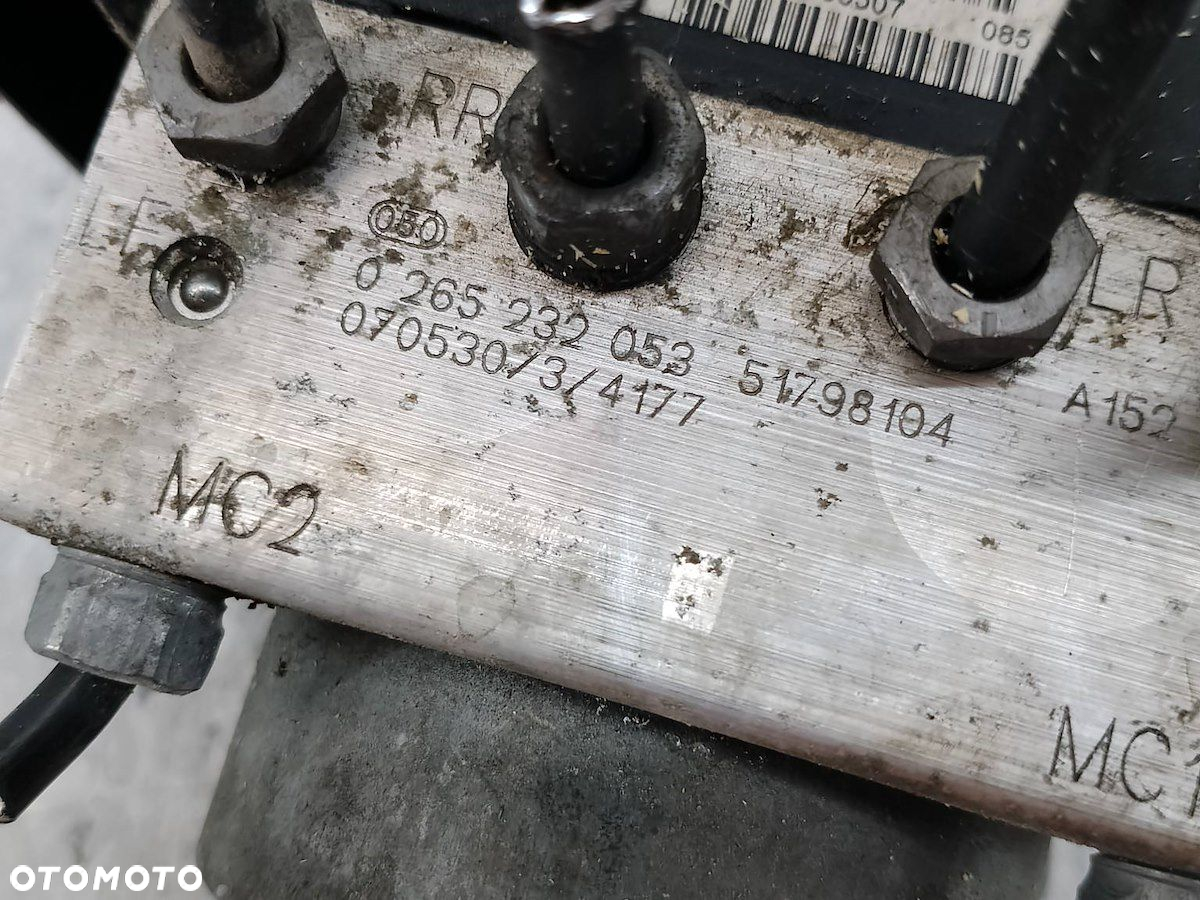 085
RR
LF
050
0 265 232 053 51798104
070530/3/4177
LR
A152
MC2
MC1
OTOMOTO